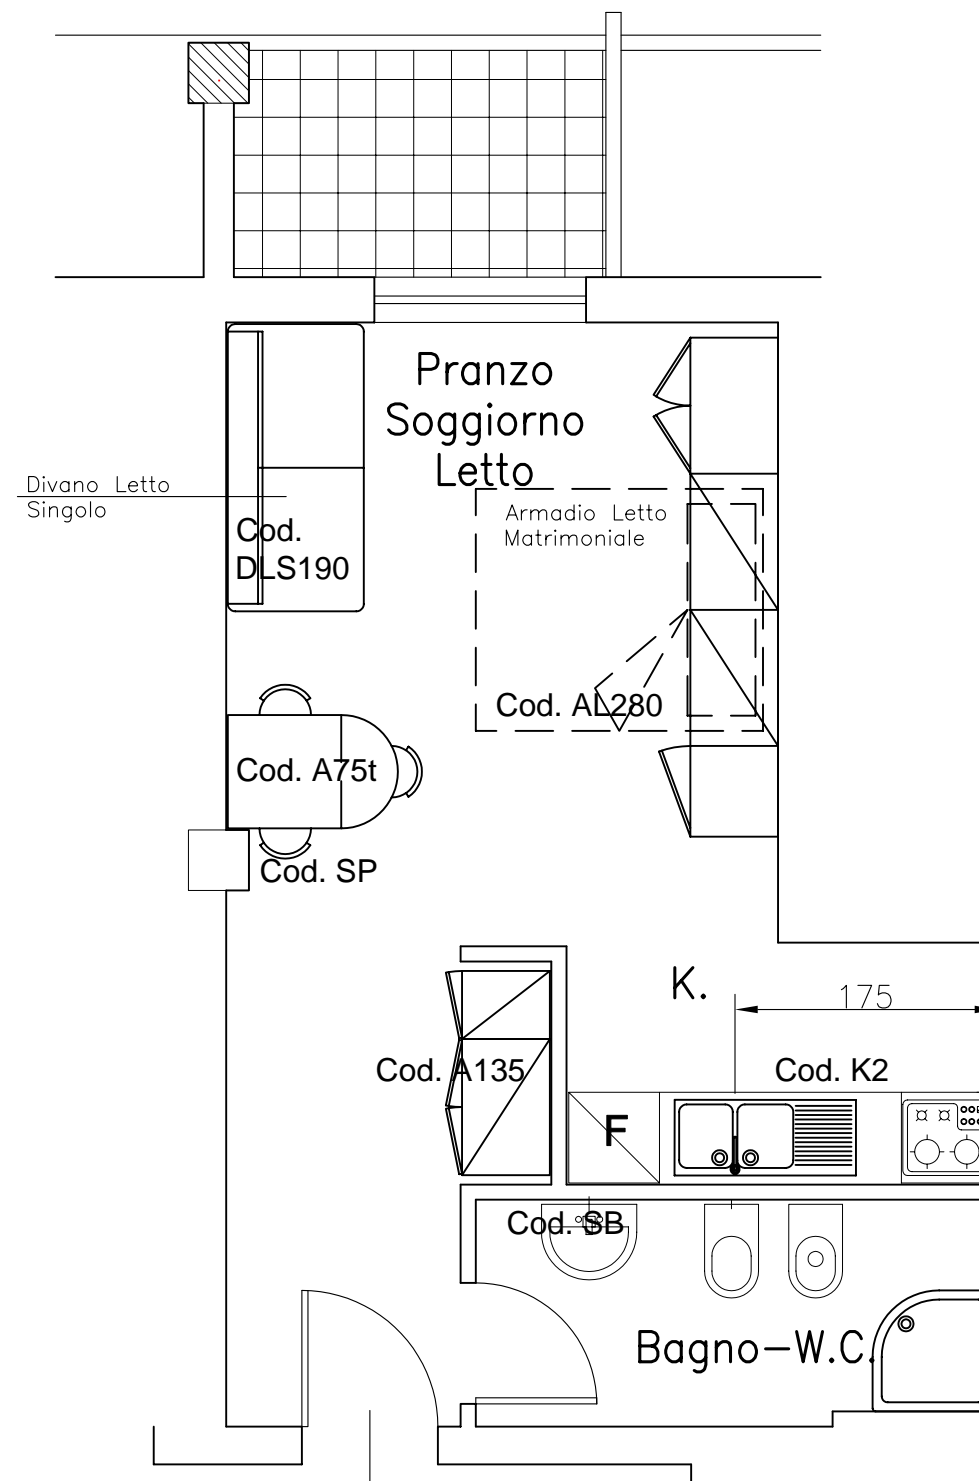 Pranzo
Soggiorno
Letto
Divano Letto
Singolo
Cod.
DLS190
Armadio Letto
Matrimoniale
Cod. AL280
Cod. A75t
Cod. SP
K.
175
Cod. A135
Cod. K2
F
Cod. SB
Bagno-W.C.